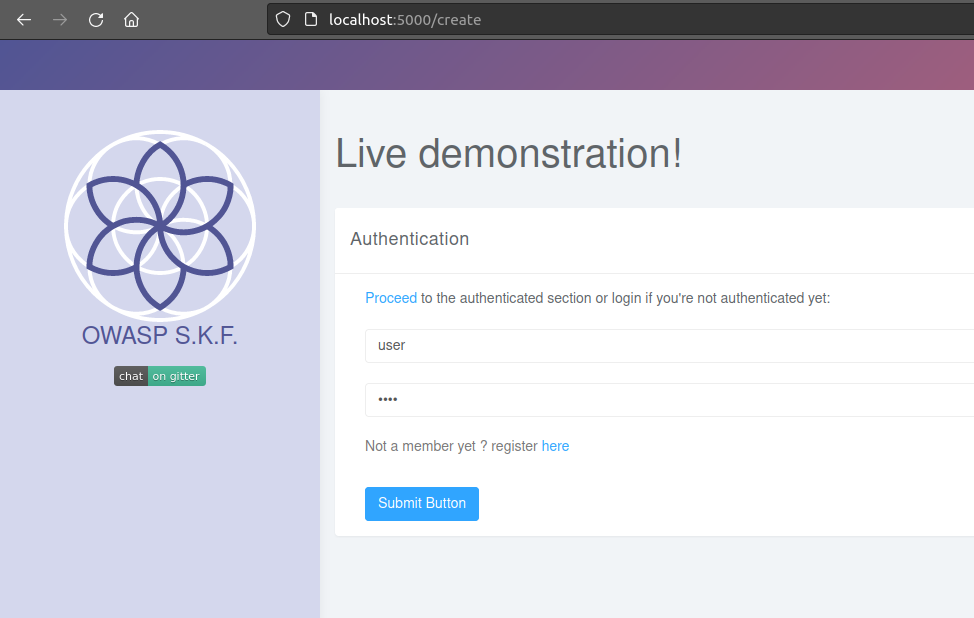 localhost:5000/create
Live demonstration!
Authentication
Proceed to the authenticated section or login if you're not authenticated yet:
user
••••
Not a member yet ? register here
Submit Button
OWASP S.K.F.
chat on gitter